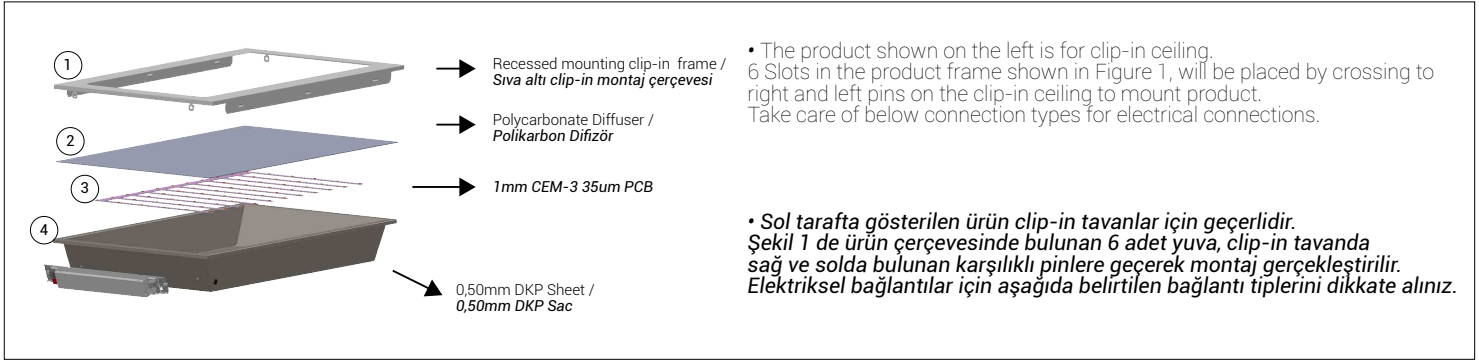 1
Recessed mounting clip-in frame /
Sıva altı clip-in montaj çerçevesi
2
Polycarbonate Diffuser /
Polikarbon Difizör
3
1mm CEM-3 35um PCB
4
0,50mm DKP Sheet /
0,50mm DKP Sac
• The product shown on the left is for clip-in ceiling.
6 Slots in the product frame shown in Figure 1, will be placed by crossing to
right and left pins on the clip-in ceiling to mount product.
Take care of below connection types for electrical connections.
• Sol tarafta gösterilen ürün clip-in tavanlar için geçerlidir.
Şekil 1 de ürün çerçevesinde bulunan 6 adet yuva, clip-in tavanda
sağ ve solda bulunan karşılıklı pinlere geçerek montaj gerçekleştirilir.
Elektriksel bağlantılar için aşağıda belirtilen bağlantı tiplerini dikkate alınız.